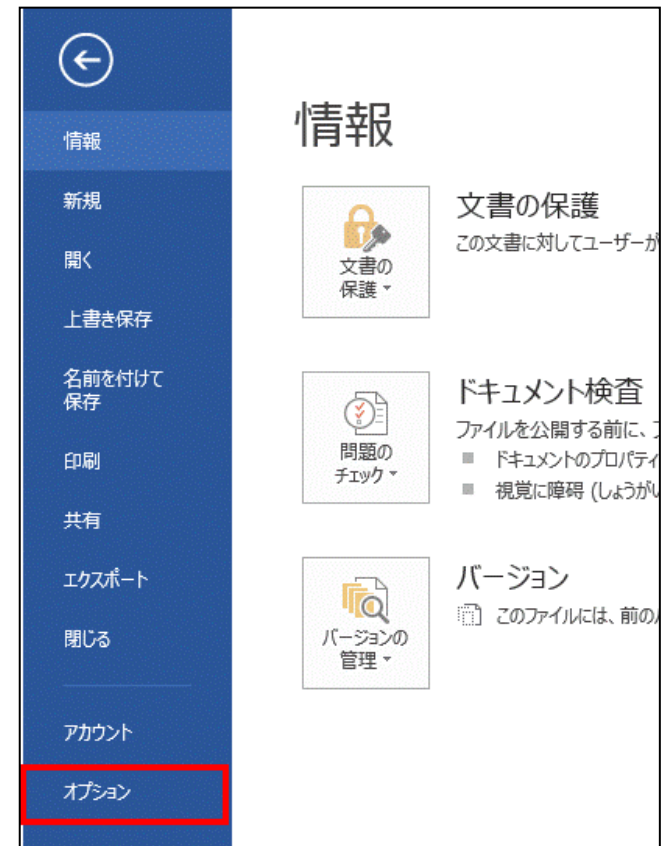 情報
新規
開く
上書き保存
名前を付けて
保存
印刷
共有
エクスポート
閉じる
アカウント
オプション
情報
文書の
保護
文書の保護
この文書に対してユーザーが
問題の
チェック
ドキュメント検査
ファイルを公開する前に、
ドキュメントのプロパティ
視覚に障碍 (しょうがい
バージョンの
管理
バージョン
このファイルには、前の